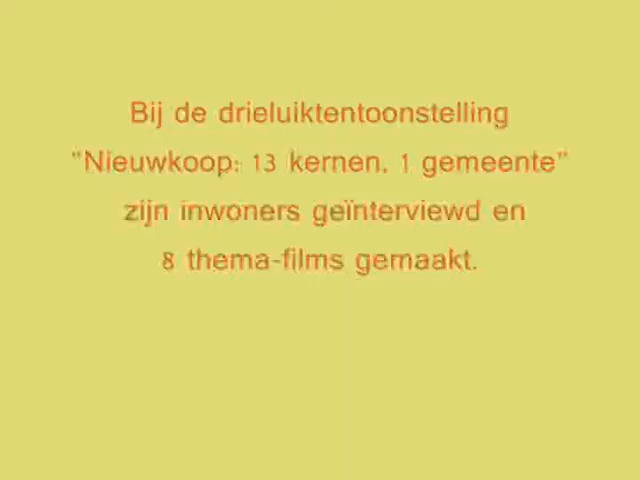 Bij de drieluiktentoonstelling
"Nieuwkoop: 13 kernen, 1 gemeente"
zijn inwoners geïnterviewd en
8 thema-films gemaakt.